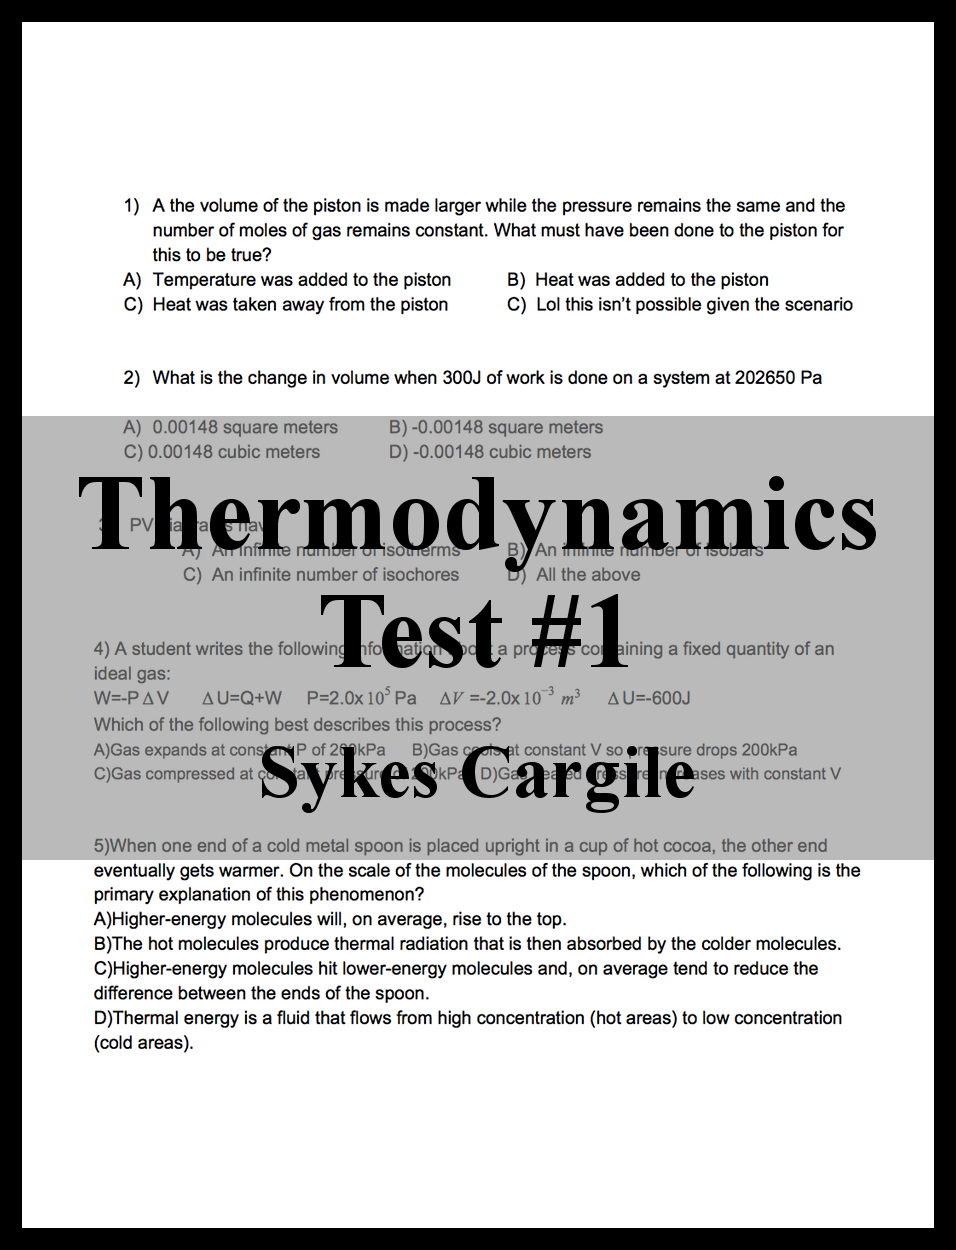 1) A the volume of the piston is made larger while the pressure remains the same and the
number of moles of gas remains constant. What must have been done to the piston for
this to be true?
A) Temperature was added to the piston B) Heat was added to the piston
C) Heat was taken away from the piston C) Lol this isn't possible given the scenario
2) What is the change in volume when 300J of work is done on a system at 202650 Pa
A) 0.00148 square meters B) -0.00148 square meters
C) 0.00148 cubic meters D) -0.00148 cubic meters
Thermodynamics
3) PV diagrams have
A) An infinite number of isotherms B) An infinite number of isobars
C) An infinite number of isochores D) All the above
Test #1
4) A student writes the following information about a process containing a fixed quantity of an
ideal gas:
W=-PΔV ΔU=Q+W P=2.0x10⁵ Pa ΔV =-2.0x10⁻³ m³ ΔU=-600J
Which of the following best describes this process?
A)Gas expands at constant P of 200kPa B)Gas cools at constant V so pressure drops 200kPa
C)Gas compressed at constant pressure of 200kPa D)Gas heated pressure increases with constant V
Sykes Cargile
5)When one end of a cold metal spoon is placed upright in a cup of hot cocoa, the other end
eventually gets warmer. On the scale of the molecules of the spoon, which of the following is the
primary explanation of this phenomenon?
A)Higher-energy molecules will, on average, rise to the top.
B)The hot molecules produce thermal radiation that is then absorbed by the colder molecules.
C)Higher-energy molecules hit lower-energy molecules and, on average tend to reduce the
difference between the ends of the spoon.
D)Thermal energy is a fluid that flows from high concentration (hot areas) to low concentration
(cold areas).